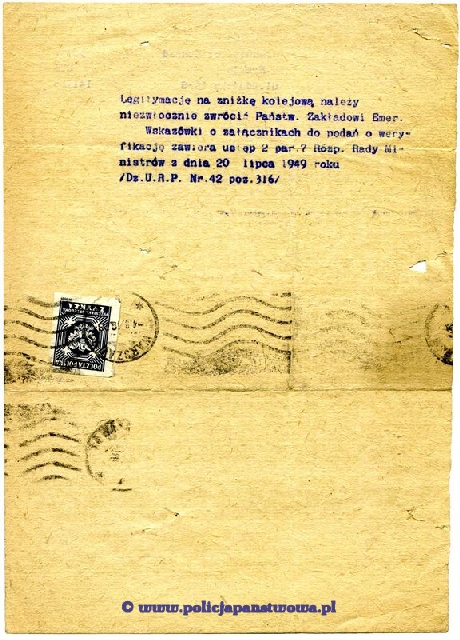 Legitymację na zniżkę kolejową należy
niezwłocznie zwrócić Państw. Zakładowi Emer.
Wskazówki o załącznikach do podań o wery-
fikację zawiera ustęp 2 par.7 Rozp. Rady Mi-
nistrów z dnia 20 lipca 1949 roku
/Dz.U.R.P. Nr.42 poz.316/
POCZTA POLSKA
© www.policjapanstwowa.pl